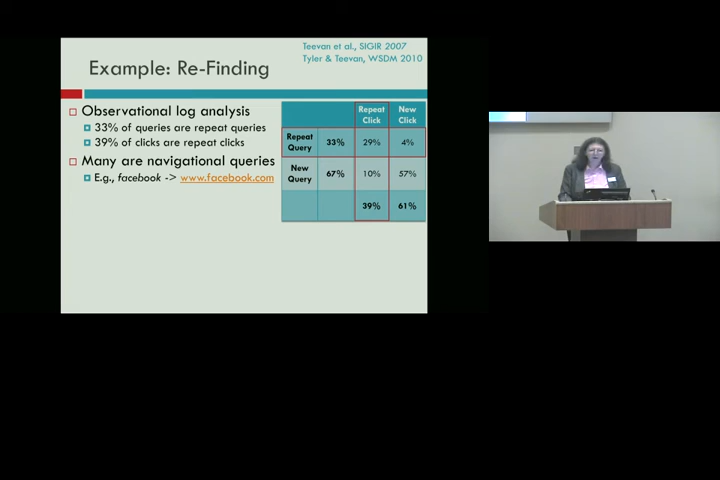 Teevan et al., SIGIR 2007
Tyler & Teevan, WSDM 2010
Example: Re-Finding
Observational log analysis
33% of queries are repeat queries
39% of clicks are repeat clicks
Many are navigational queries
E.g., facebook -> www.facebook.com
Repeat Click New Click
Repeat Query 33% 29% 4%
New Query 67% 10% 57%
39% 61%